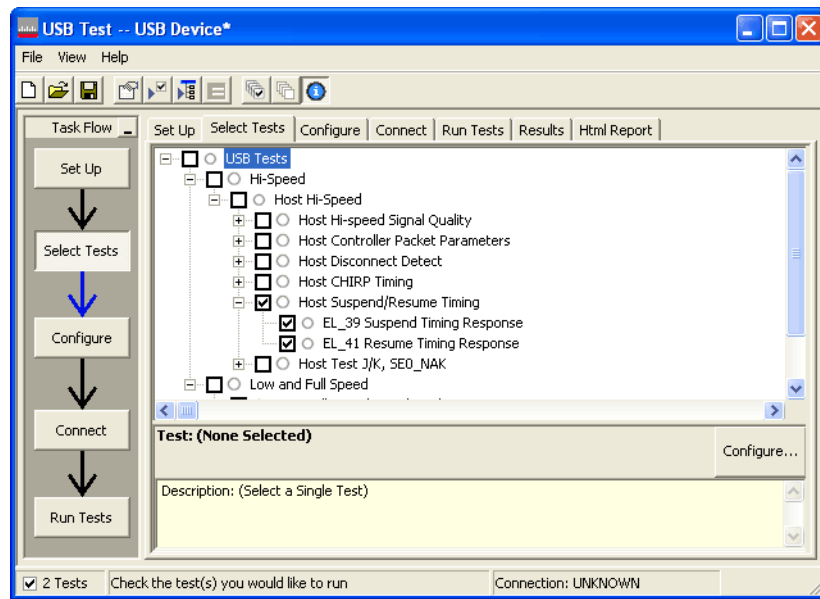 USB Test -- USB Device*
File View Help
Task Flow
Set Up
Select Tests
Configure
Connect
Run Tests
Set Up Select Tests Configure Connect Run Tests Results Html Report
USB Tests
Hi-Speed
Host Hi-Speed
Host Hi-speed Signal Quality
Host Controller Packet Parameters
Host Disconnect Detect
Host CHIRP Timing
Host Suspend/Resume Timing
EL_39 Suspend Timing Response
EL_41 Resume Timing Response
Host Test J/K, SE0_NAK
Low and Full Speed
Test: (None Selected)
Configure...
Description: (Select a Single Test)
2 Tests Check the test(s) you would like to run Connection: UNKNOWN